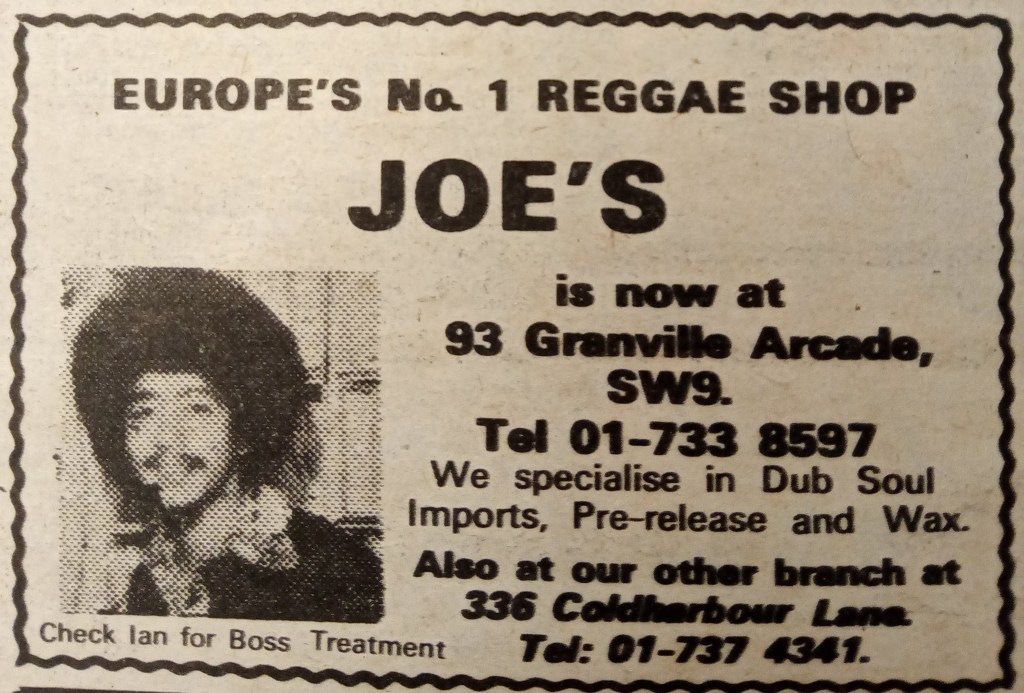 EUROPE'S No. 1 REGGAE SHOP
JOE'S
is now at
93 Granville Arcade,
SW9.
Tel 01-733 8597
We specialise in Dub Soul
Imports, Pre-release and Wax.
Also at our other branch at
336 Coldharbour Lane.
Tel: 01-737 4341.
Check Ian for Boss Treatment